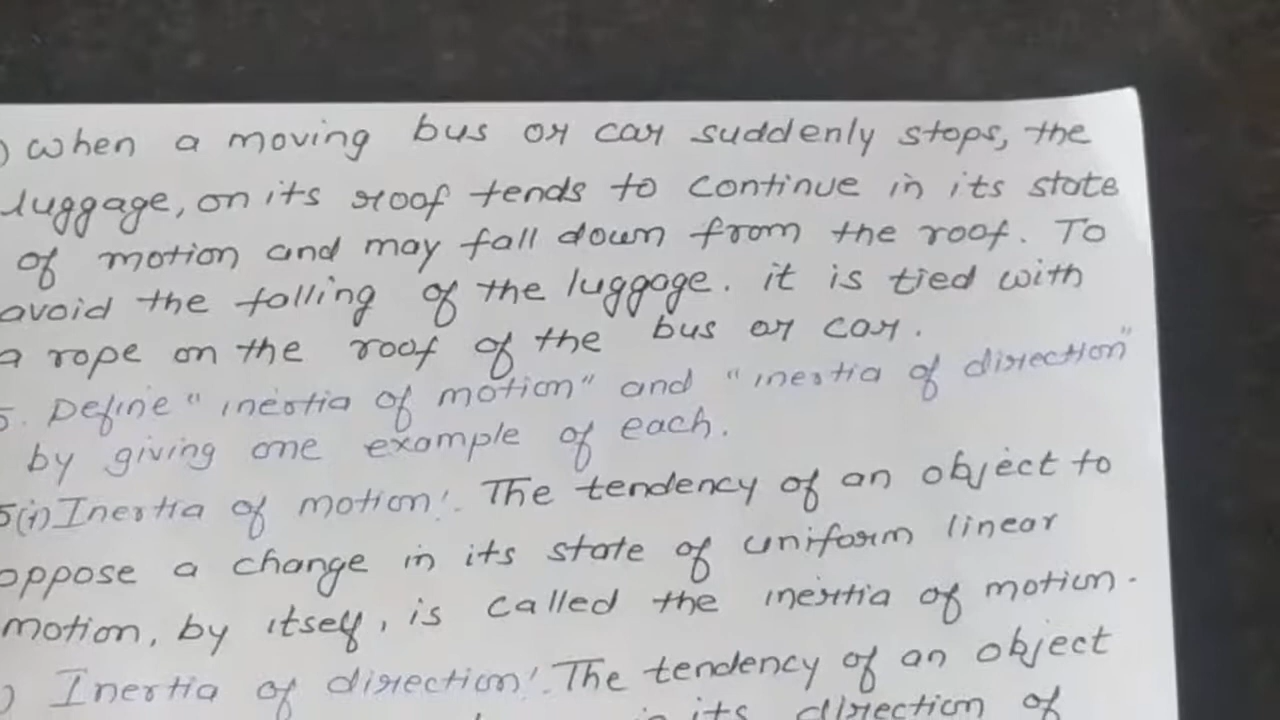 ) when a moving bus or car suddenly stops, the
luggage, on its roof tends to continue in its state
of motion and may fall down from the roof. To
avoid the falling of the luggage. it is tied with
a rope on the roof of the bus or car.
5. Define "inertia of motion" and "inertia of direction"
by giving one example of each.
5(i) Inertia of motion:. The tendency of an object to
oppose a change in its state of uniform linear
motion, by itself, is called the inertia of motion.
) Inertia of direction:. The tendency of an object
its direction of